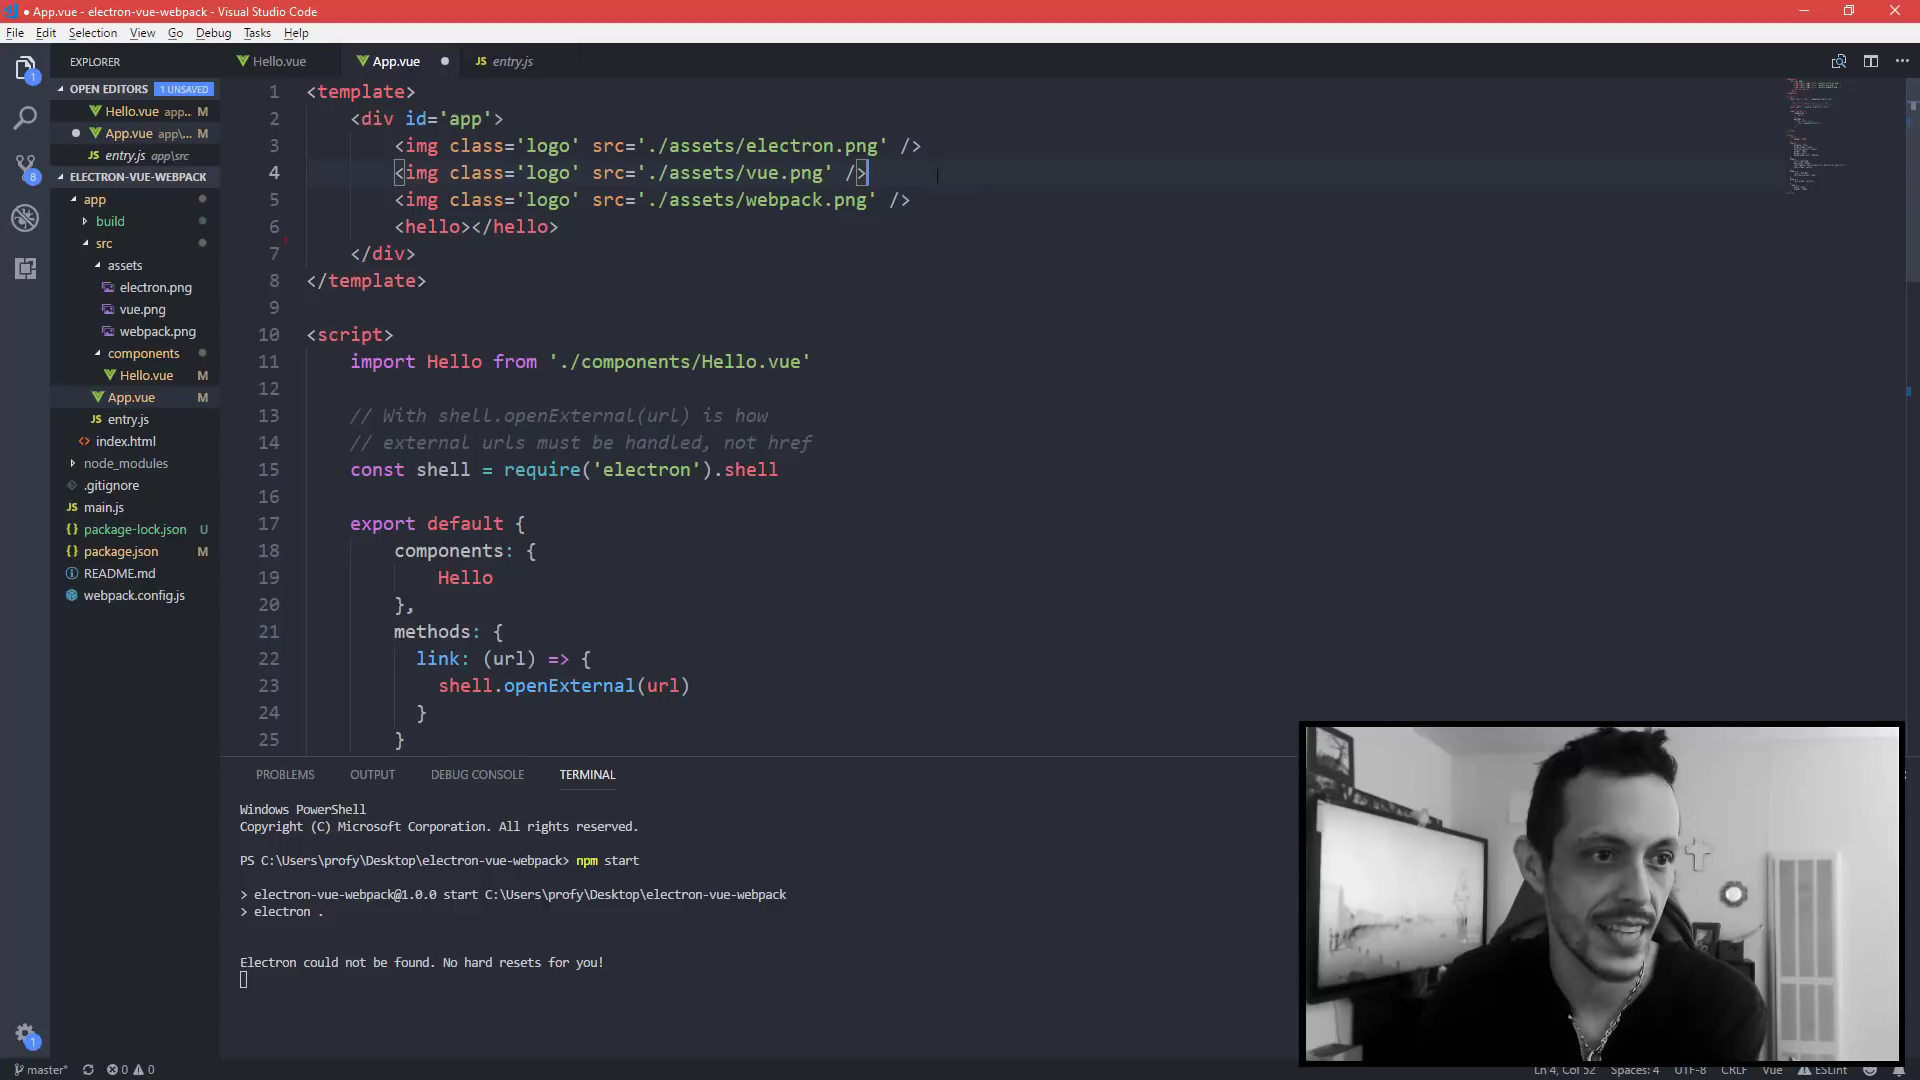 App.vue - electron-vue-webpack - Visual Studio Code
File Edit Selection View Go Debug Tasks Help
EXPLORER
OPEN EDITORS 1 UNSAVED
Hello.vue app... M
App.vue app\... M
entry.js app\src
ELECTRON-VUE-WEBPACK
app
build
src
assets
electron.png
vue.png
webpack.png
components
Hello.vue M
App.vue M
entry.js
index.html
node_modules
.gitignore
main.js
package-lock.json U
package.json M
README.md
webpack.config.js
Hello.vue App.vue entry.js
1 <template>
2 <div id='app'>
3 <img class='logo' src='./assets/electron.png' />
4 <img class='logo' src='./assets/vue.png' />
5 <img class='logo' src='./assets/webpack.png' />
6 <hello></hello>
7 </div>
8 </template>
9
10 <script>
11 import Hello from './components/Hello.vue'
12
13 // With shell.openExternal(url) is how
14 // external urls must be handled, not href
15 const shell = require('electron').shell
16
17 export default {
18 components: {
19 Hello
20 },
21 methods: {
22 link: (url) => {
23 shell.openExternal(url)
24 }
25 }
PROBLEMS OUTPUT DEBUG CONSOLE TERMINAL
Windows PowerShell
Copyright (C) Microsoft Corporation. All rights reserved.
PS C:\Users\profy\Desktop\electron-vue-webpack> npm start
> electron-vue-webpack@1.0.0 start C:\Users\profy\Desktop\electron-vue-webpack
> electron .
Electron could not be found. No hard resets for you!
1
8
1
master* 0 0 Ln 4, Col 52 Spaces: 4 UTF-8 CRLF Vue ESLint